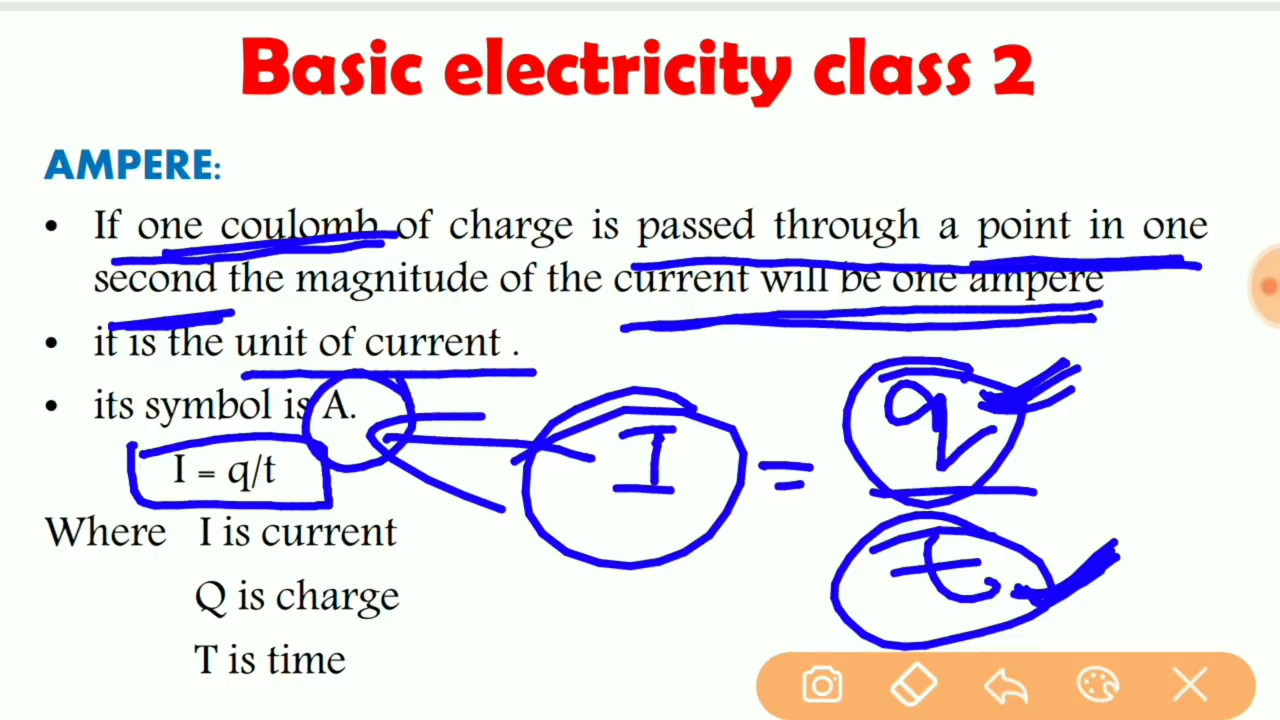 Basic electricity class 2
AMPERE:
• If one coulomb of charge is passed through a point in one
second the magnitude of the current will be one ampere
• it is the unit of current .
• its symbol is A.
I = q/t
I = q
t
Where I is current
Q is charge
T is time